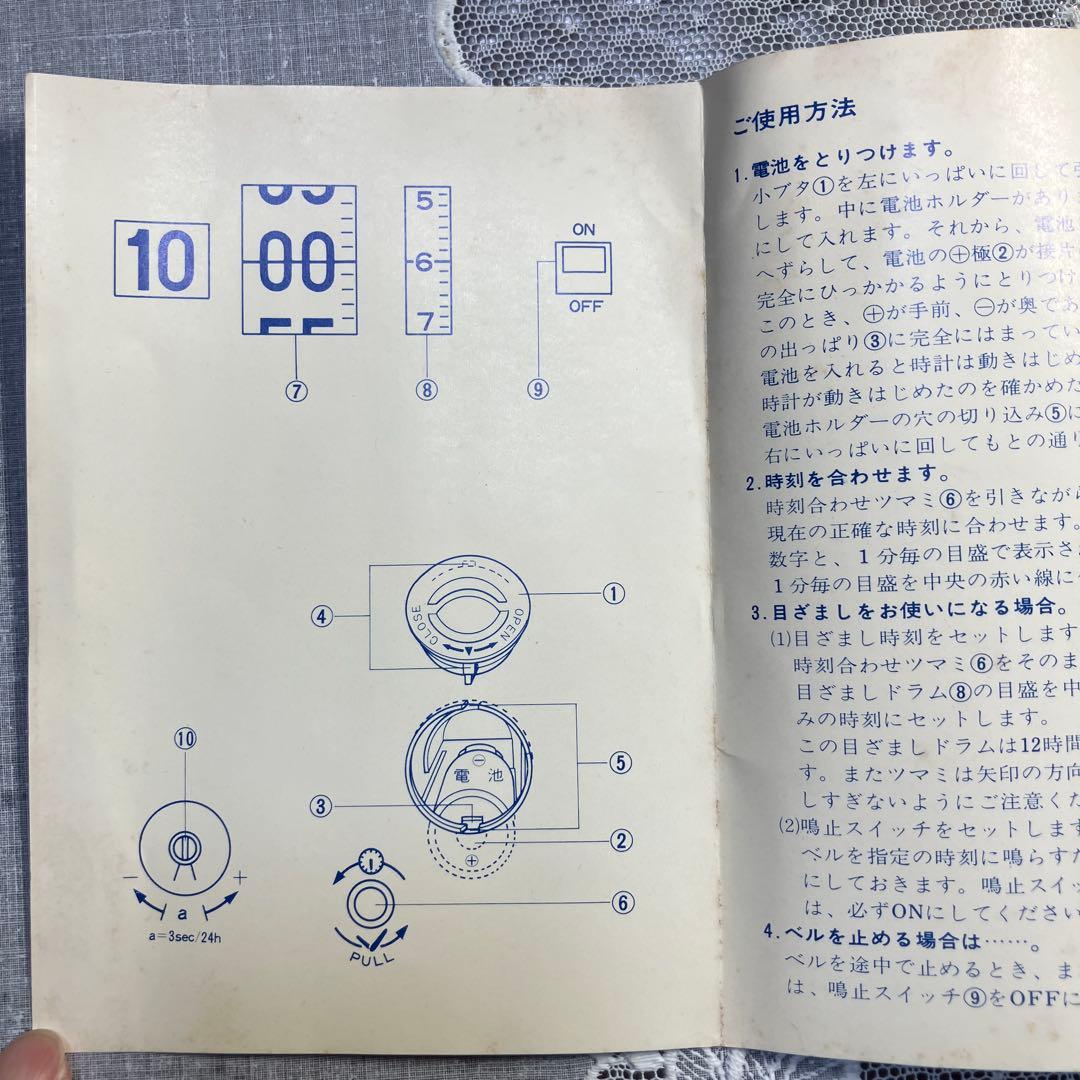 05
10
00
55
⑦
5
6
7
⑧
ON
OFF
⑨
④
CLOSE
OPEN
①
⑩
電池
⊖
③
⑤
②
⊕
− a +
a=3sec/24h
PULL
⑥
ご使用方法
1.電池をとりつけます。
小ブタ①を左にいっぱいに回して
します。中に電池ホルダーがあり
にして入れます。それから、電池
へずらして、電池の⊕極②が接片
完全にひっかかるようにとりつけ
このとき、⊕が手前、⊖が奥であ
の出っぱり③に完全にはまってい
電池を入れると時計は動きはじめ
時計が動きはじめたのを確かめた
電池ホルダーの穴の切り込み⑤に
右にいっぱいに回してもとの通り
2.時刻を合わせます。
時刻合わせツマミ⑥を引きながら
現在の正確な時刻に合わせます。
数字と、1分毎の目盛で表示さ
1分毎の目盛を中央の赤い線に
3.目ざましをお使いになる場合。
⑴目ざまし時刻をセットします
時刻合わせツマミ⑥をそのま
目ざましドラム⑧の目盛を中
みの時刻にセットします。
この目ざましドラムは12時間
す。またツマミは矢印の方向
しすぎないようにご注意くだ
⑵鳴止スイッチをセットします
ベルを指定の時刻に鳴らすた
にしておきます。鳴止スイッ
は、必ずONにしてください
4.ベルを止める場合は……。
ベルを途中で止めるとき、ま
は、鳴止スイッチ⑨をOFFに